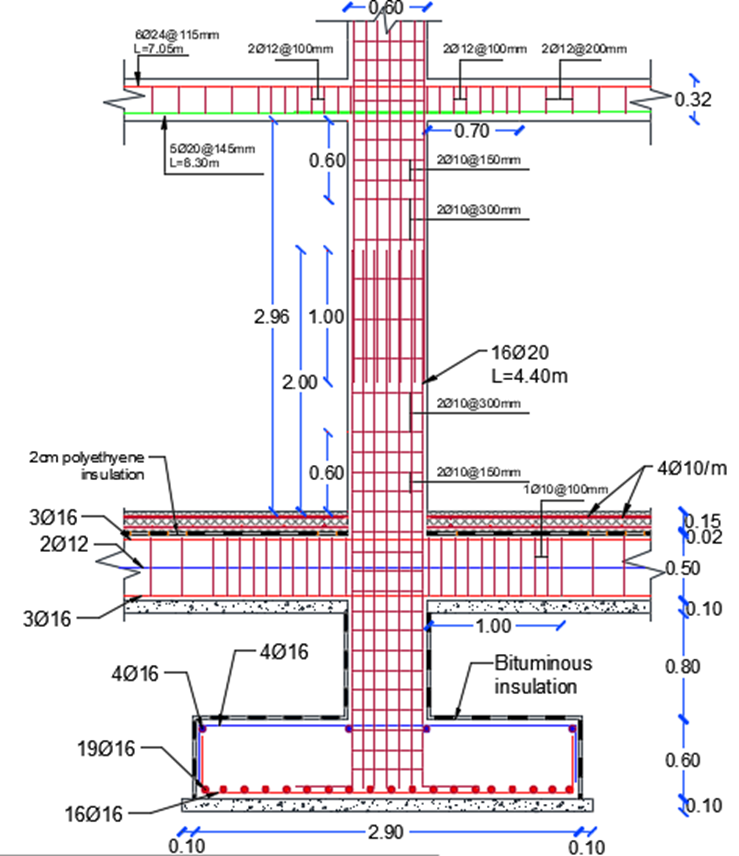 0.60
6Ø24@115mm
L=7.05m
2Ø12@100mm
2Ø12@100mm
2Ø12@200mm
0.32
0.70
5Ø20@145mm
L=8.30m
0.60
2Ø10@150mm
2Ø10@300mm
2.96
1.00
16Ø20
L=4.40m
2.00
2Ø10@300mm
2cm polyethyene
insulation
0.60
2Ø10@150mm
4Ø10/m
1Ø10@100mm
3Ø16
0.15
0.02
2Ø12
0.50
3Ø16
0.10
1.00
4Ø16
4Ø16
Bituminous
insulation
0.80
19Ø16
0.60
16Ø16
0.10
2.90
0.10
0.10